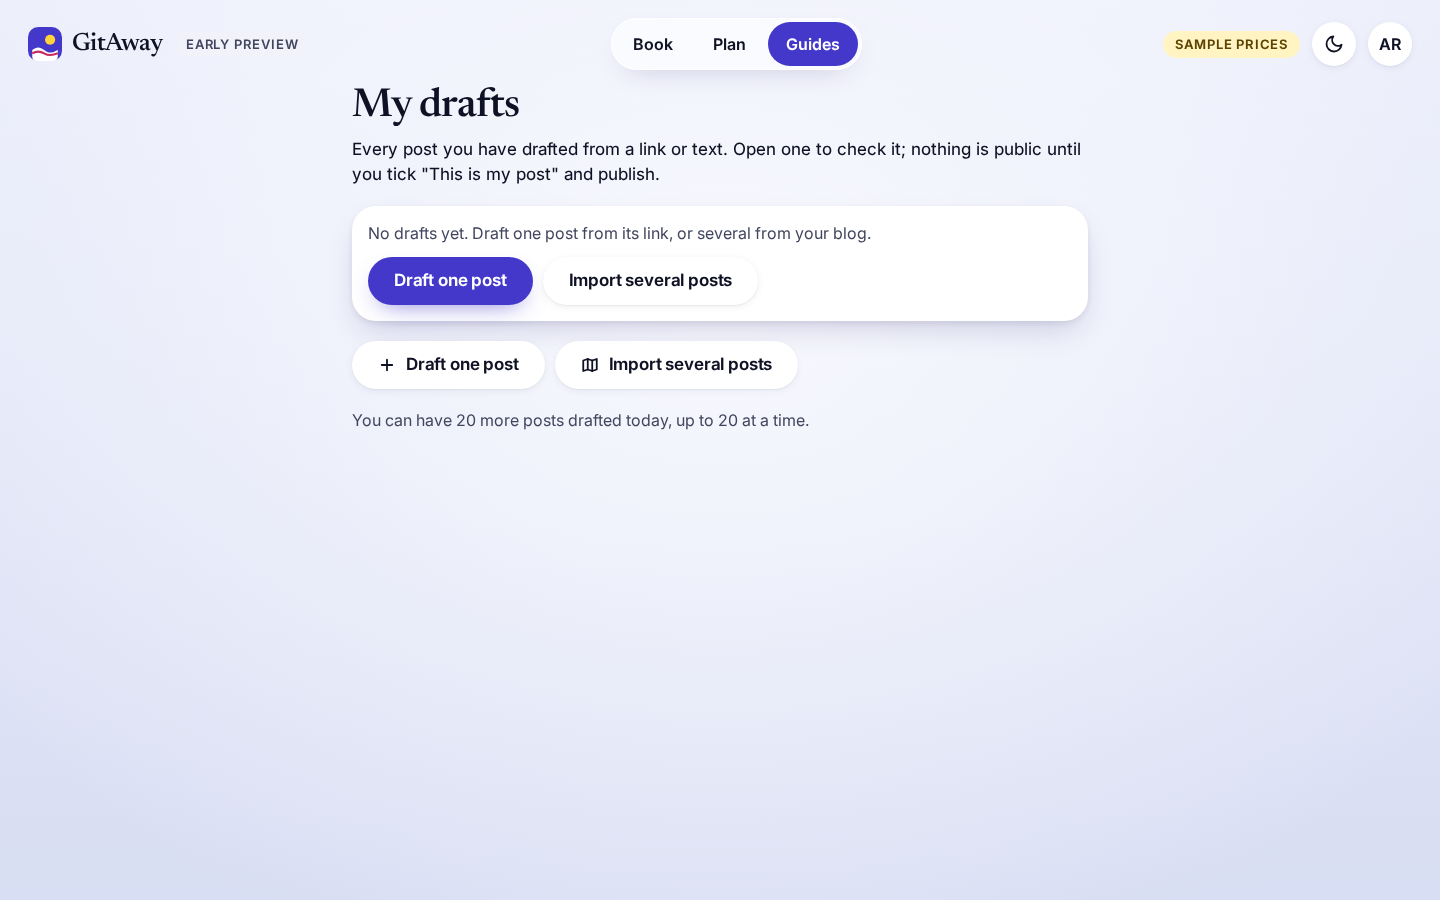 GitAway
EARLY PREVIEW
Book
Plan
Guides
SAMPLE PRICES
AR
My drafts
Every post you have drafted from a link or text. Open one to check it; nothing is public until
you tick "This is my post" and publish.
No drafts yet. Draft one post from its link, or several from your blog.
Draft one post
Import several posts
Draft one post
Import several posts
You can have 20 more posts drafted today, up to 20 at a time.